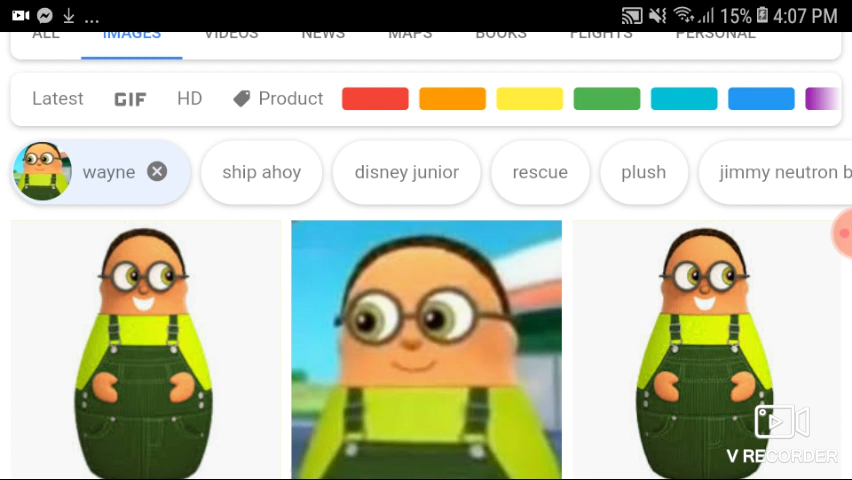 ... 15% 4:07 PM
ALL IMAGES VIDEOS NEWS MAPS BOOKS FLIGHTS PERSONAL
Latest GIF HD Product
wayne ship ahoy disney junior rescue plush jimmy neutron b
V RECORDER